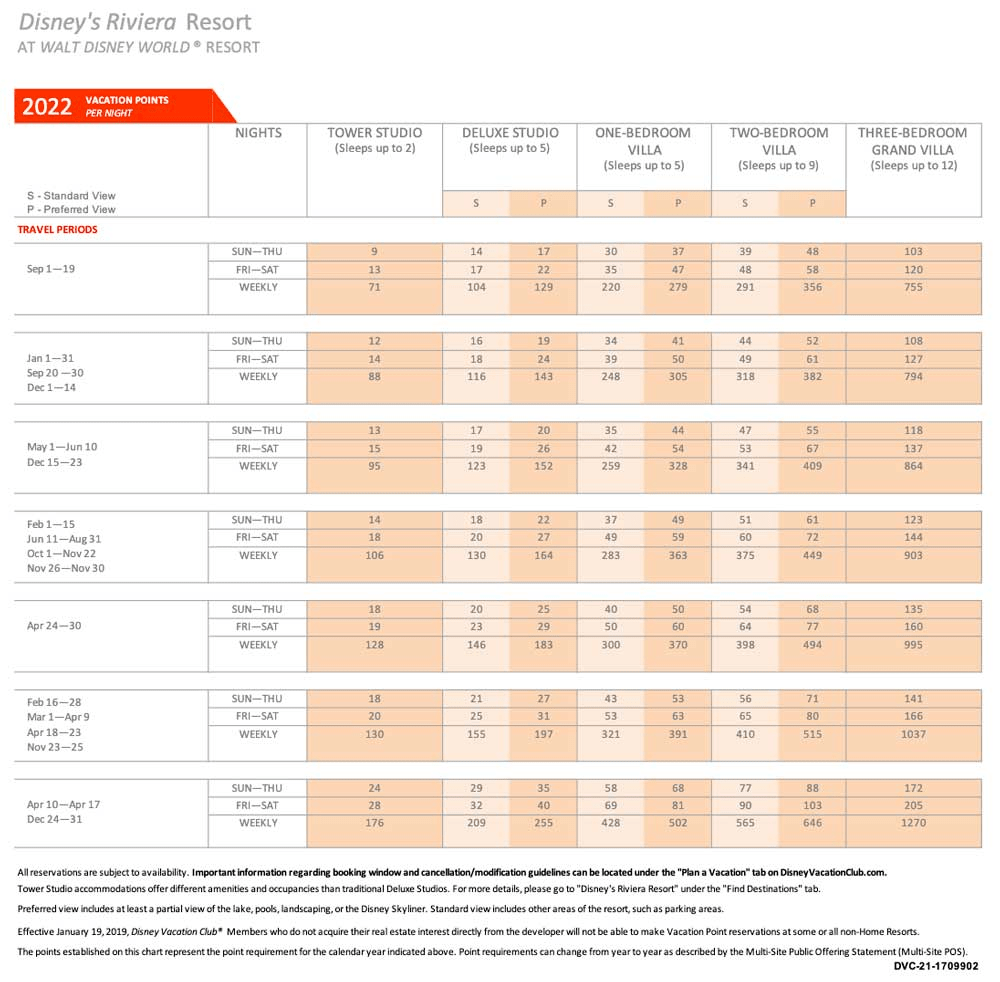 Disney's Riviera Resort
AT WALT DISNEY WORLD® RESORT
2022 VACATION POINTS
PER NIGHT
NIGHTS TOWER STUDIO DELUXE STUDIO ONE-BEDROOM TWO-BEDROOM THREE-BEDROOM
(Sleeps up to 2) (Sleeps up to 5) VILLA VILLA GRAND VILLA
(Sleeps up to 5) (Sleeps up to 9) (Sleeps up to 12)
S - Standard View
P - Preferred View
S P S P S P
TRAVEL PERIODS
Sep 1—19
SUN—THU 9 14 17 30 37 39 48 103
FRI—SAT 13 17 22 35 47 48 58 120
WEEKLY 71 104 129 220 279 291 356 755
Jan 1—31
Sep 20 —30
Dec 1—14
SUN—THU 12 16 19 34 41 44 52 108
FRI—SAT 14 18 24 39 50 49 61 127
WEEKLY 88 116 143 248 305 318 382 794
May 1—Jun 10
Dec 15—23
SUN—THU 13 17 20 35 44 47 55 118
FRI—SAT 15 19 26 42 54 53 67 137
WEEKLY 95 123 152 259 328 341 409 864
Feb 1—15
Jun 11—Aug 31
Oct 1—Nov 22
Nov 26—Nov 30
SUN—THU 14 18 22 37 49 51 61 123
FRI—SAT 18 20 27 49 59 60 72 144
WEEKLY 106 130 164 283 363 375 449 903
Apr 24—30
SUN—THU 18 20 25 40 50 54 68 135
FRI—SAT 19 23 29 50 60 64 77 160
WEEKLY 128 146 183 300 370 398 494 995
Feb 16—28
Mar 1—Apr 9
Apr 18—23
Nov 23—25
SUN—THU 18 21 27 43 53 56 71 141
FRI—SAT 20 25 31 53 63 65 80 166
WEEKLY 130 155 197 321 391 410 515 1037
Apr 10—Apr 17
Dec 24—31
SUN—THU 24 29 35 58 68 77 88 172
FRI—SAT 28 32 40 69 81 90 103 205
WEEKLY 176 209 255 428 502 565 646 1270
All reservations are subject to availability. Important information regarding booking window and cancellation/modification guidelines can be located under the "Plan a Vacation" tab on DisneyVacationClub.com.
Tower Studio accommodations offer different amenities and occupancies than traditional Deluxe Studios. For more details, please go to "Disney's Riviera Resort" under the "Find Destinations" tab.
Preferred view includes at least a partial view of the lake, pools, landscaping, or the Disney Skyliner. Standard view includes other areas of the resort, such as parking areas.
Effective January 19, 2019, Disney Vacation Club® Members who do not acquire their real estate interest directly from the developer will not be able to make Vacation Point reservations at some or all non-Home Resorts.
The points established on this chart represent the point requirement for the calendar year indicated above. Point requirements can change from year to year as described by the Multi-Site Public Offering Statement (Multi-Site POS).
DVC-21-1709902